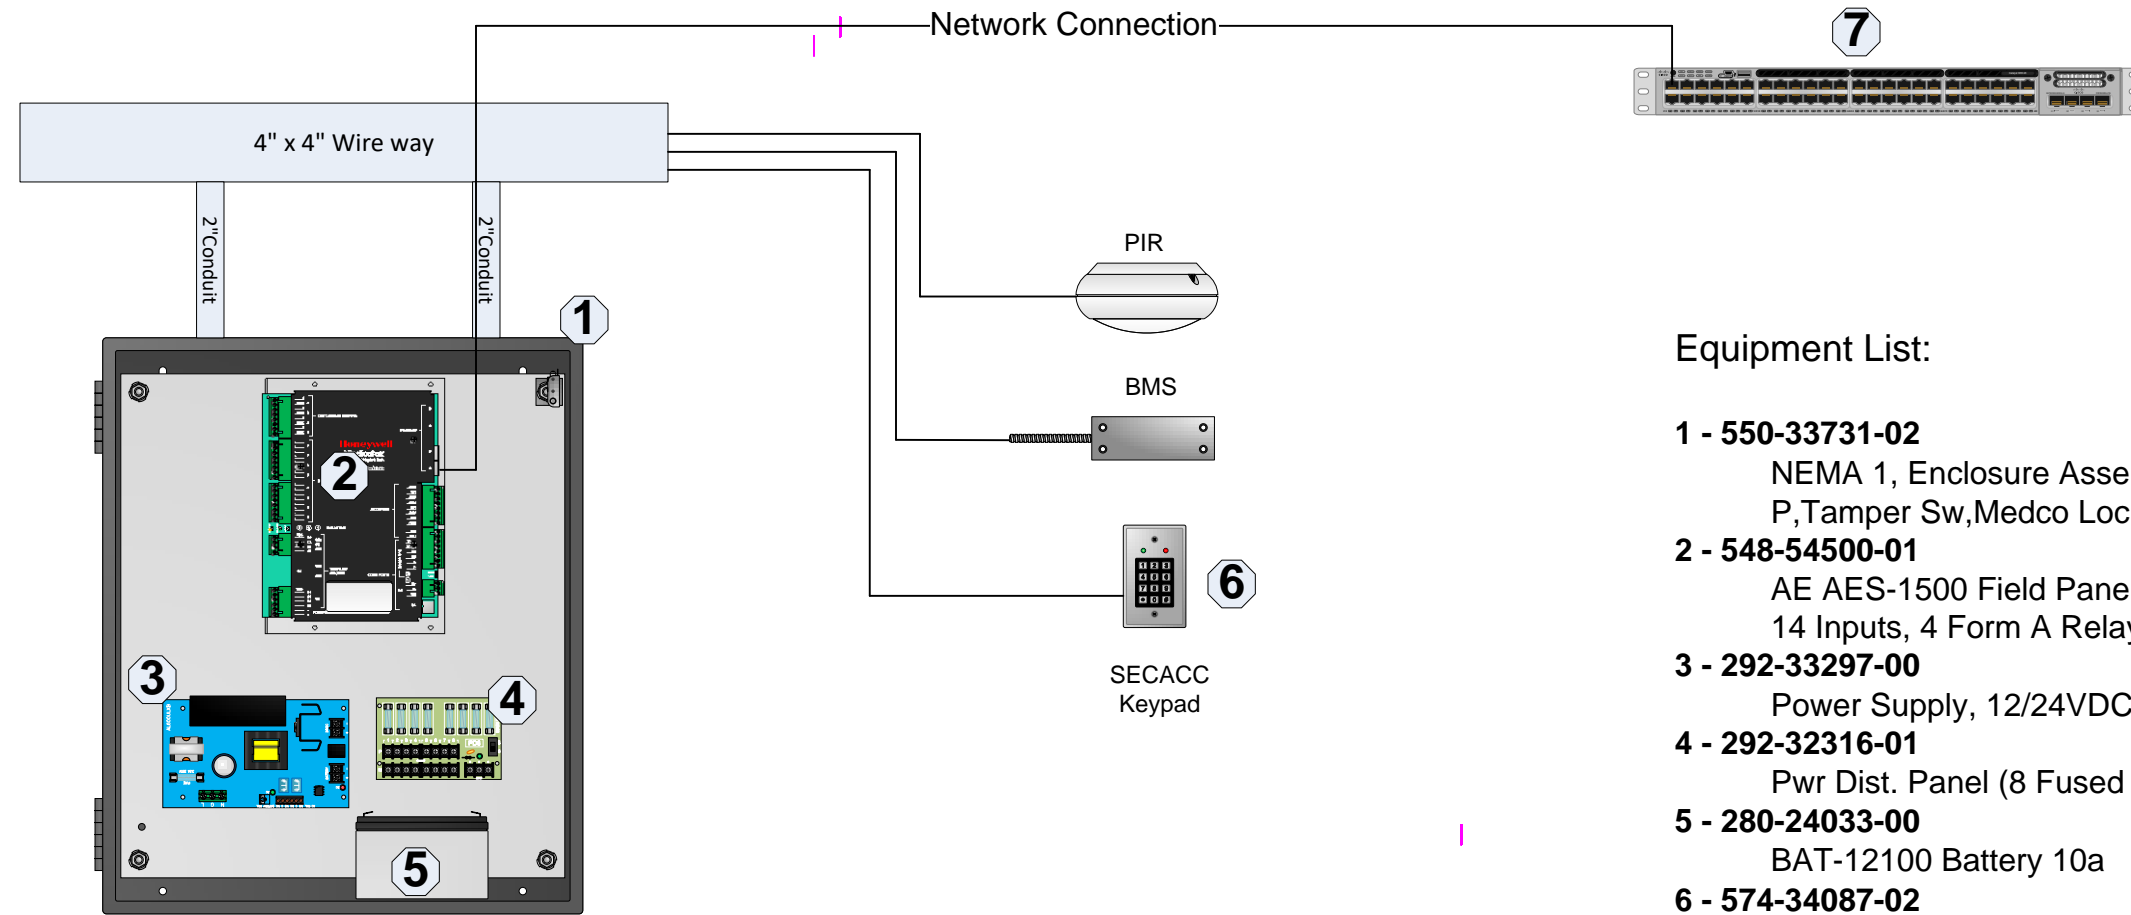 Network Connection
7
4" x 4" Wire way
2"Conduit
2"Conduit
PIR
1
Equipment List:
BMS
1 - 550-33731-02
NEMA 1, Enclosure Asse
P,Tamper Sw,Medco Loc
Honeywell
2
2 - 548-54500-01
AE AES-1500 Field Pane
14 Inputs, 4 Form A Relay
6
SECACC
Keypad
3
4
3 - 292-33297-00
Power Supply, 12/24VDC
4 - 292-32316-01
Pwr Dist. Panel (8 Fused
5
5 - 280-24033-00
BAT-12100 Battery 10a
6 - 574-34087-02